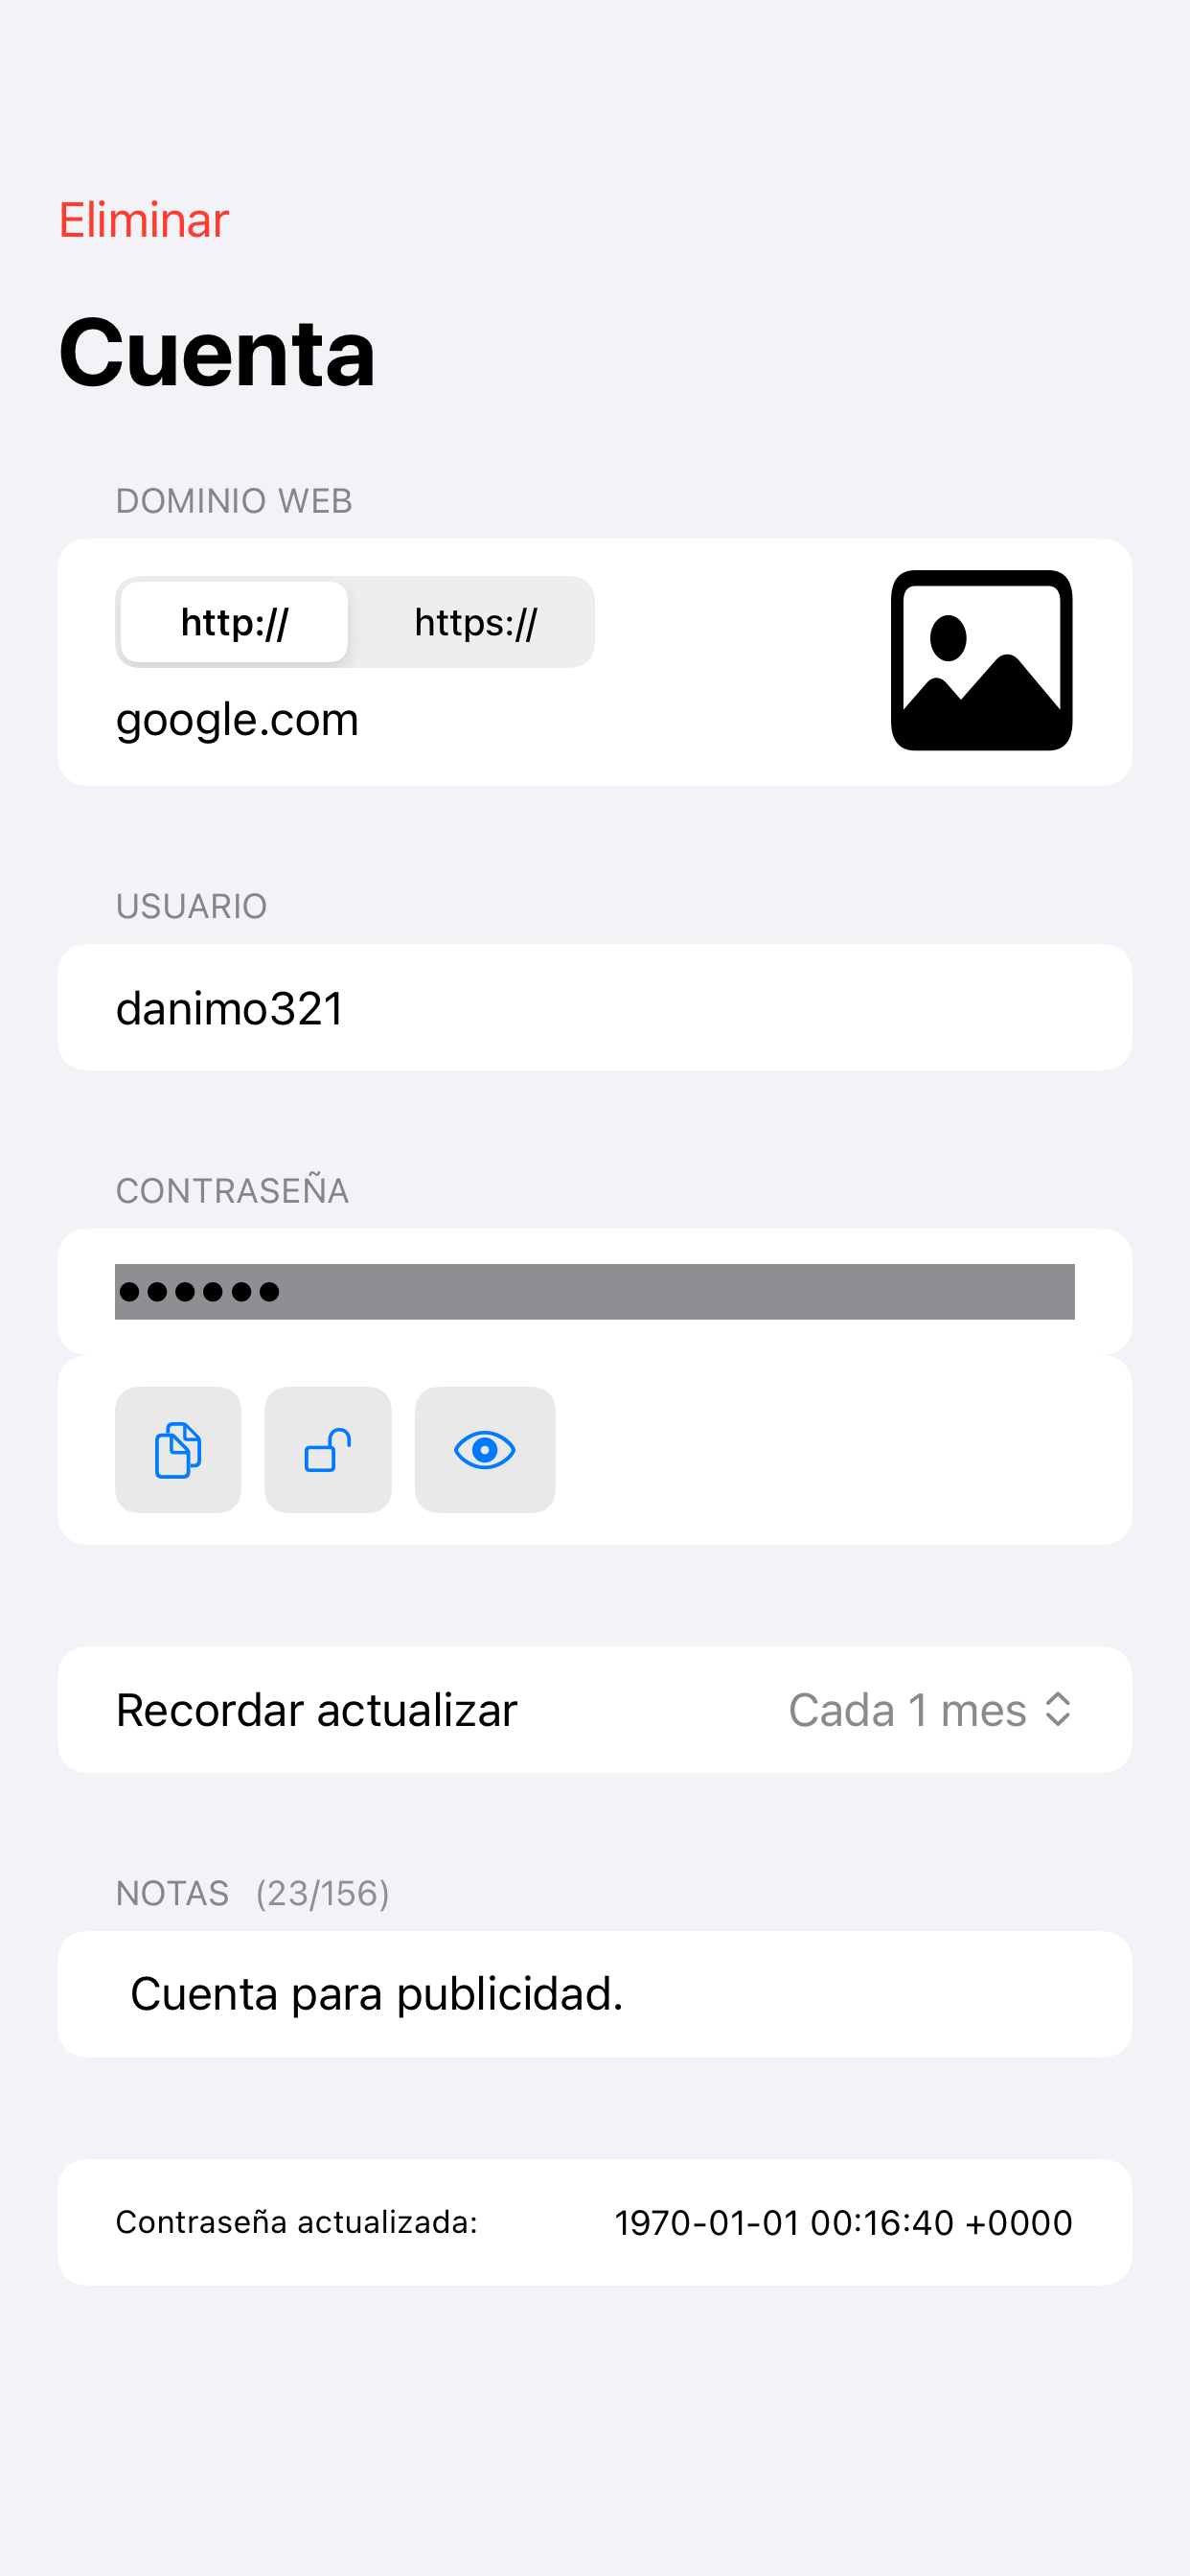 Eliminar
Cuenta
DOMINIO WEB
http:// https://
google.com
USUARIO
danimo321
CONTRASEÑA
••••••
Recordar actualizar Cada 1 mes
NOTAS (23/156)
Cuenta para publicidad.
Contraseña actualizada: 1970-01-01 00:16:40 +0000